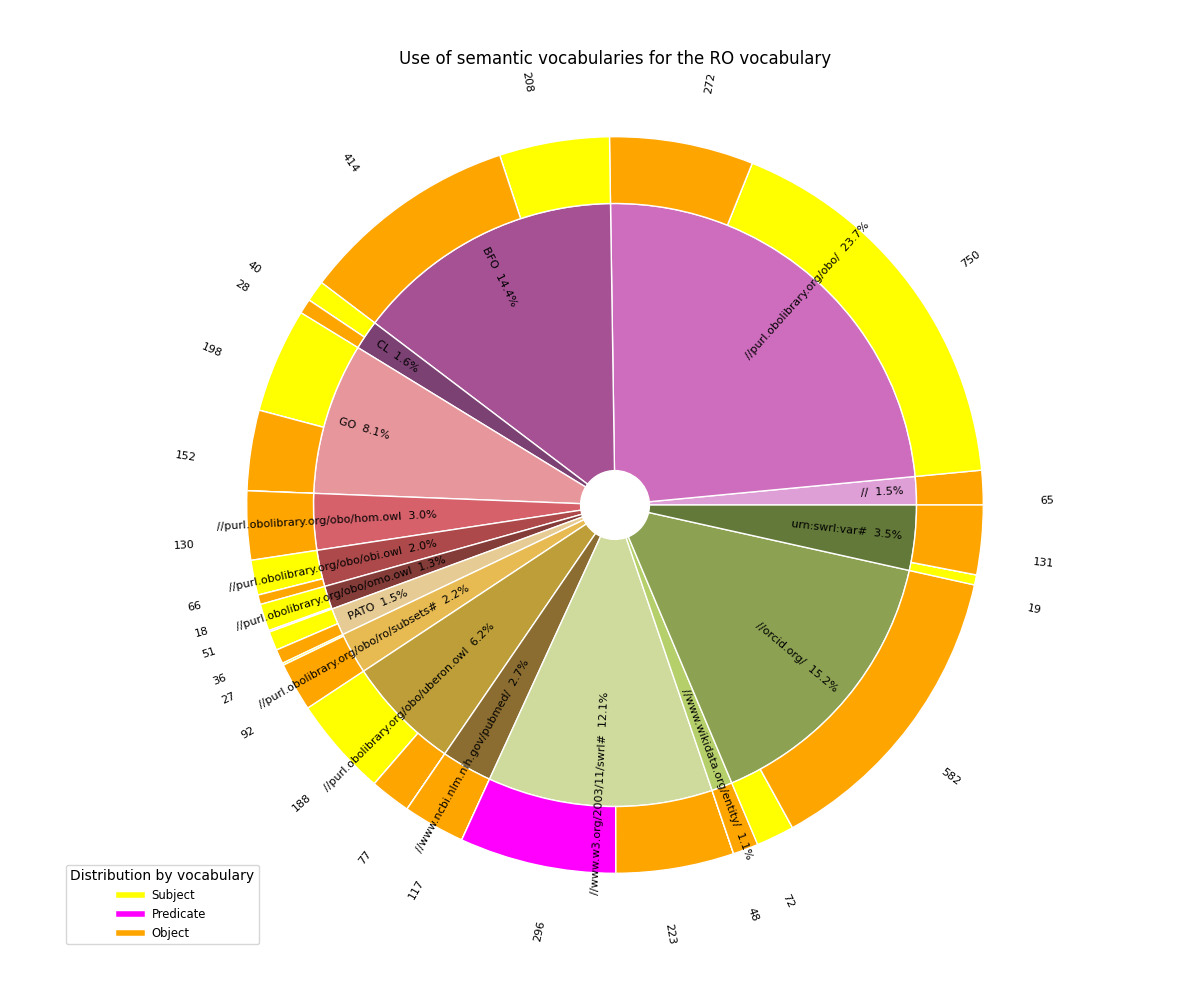 Use of semantic vocabularies for the RO vocabulary
208
272
414
750
40
28
198
152
130
66
18
51
36
27
92
188
77
117
296
223
48
72
582
19
131
65
//purl.obolibrary.org/obo/ 23.7%
BFO 14.4%
CL 1.6%
GO 8.1%
//purl.obolibrary.org/obo/hom.owl 3.0%
//purl.obolibrary.org/obo/obi.owl 2.0%
//purl.obolibrary.org/obo/omo.owl 1.3%
PATO 1.5%
//purl.obolibrary.org/obo/ro/subsets# 2.2%
//purl.obolibrary.org/obo/uberon.owl 6.2%
//www.ncbi.nlm.nih.gov/pubmed/ 2.7%
//www.w3.org/2003/11/swrl# 12.1%
//www.wikidata.org/entity/ 1.1%
//orcid.org/ 15.2%
urn:swrl:var# 3.5%
// 1.5%
Distribution by vocabulary
Subject
Predicate
Object